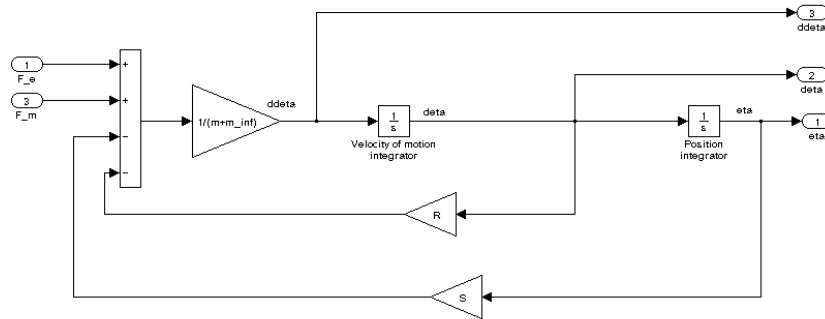 3
ddeta
1
F_e
+
ddeta
2
deta
3
F_m
+
1/(m+m_inf)
1
s
deta
1
s
eta
1
eta
−
Velocity of motion
integrator
Position
integrator
−
R
S